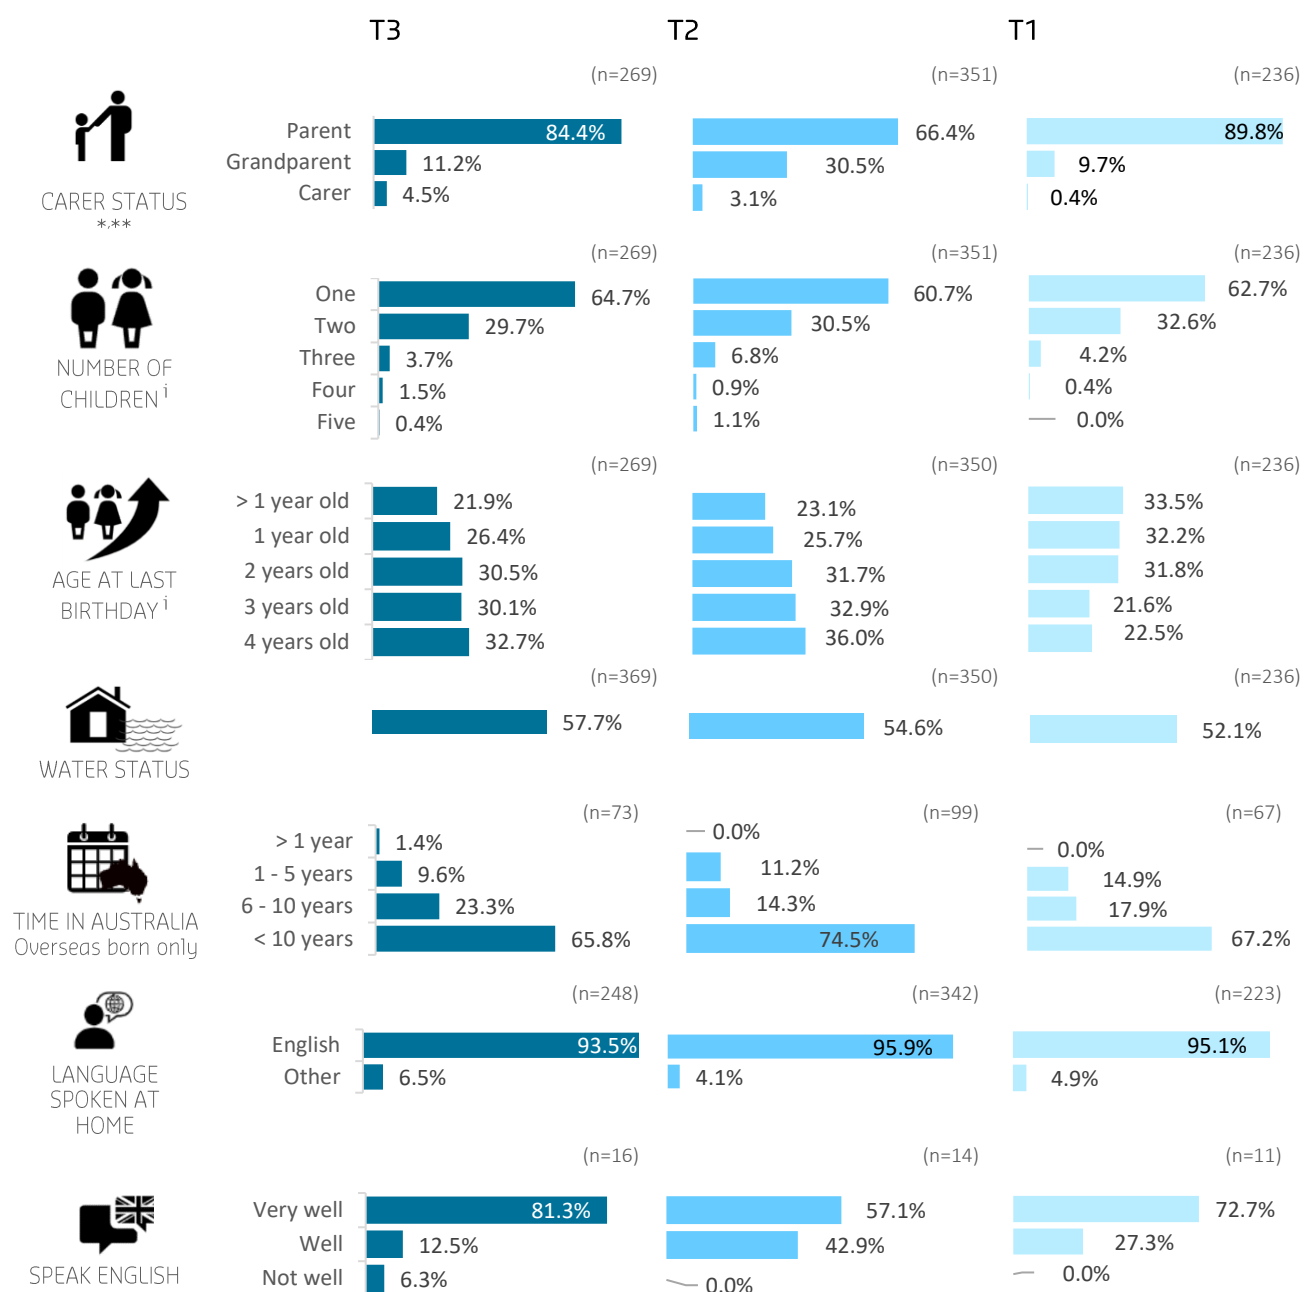 T3 T2 T1
(n=269) (n=351) (n=236)
Parent 84.4% 66.4% 89.8%
Grandparent 11.2% 30.5% 9.7%
Carer 4.5% 3.1% 0.4%
CARER STATUS
*,**
(n=269) (n=351) (n=236)
One 64.7% 60.7% 62.7%
Two 29.7% 30.5% 32.6%
Three 3.7% 6.8% 4.2%
Four 1.5% 0.9% 0.4%
Five 0.4% 1.1% 0.0%
NUMBER OF
CHILDREN i
(n=269) (n=350) (n=236)
> 1 year old 21.9% 23.1% 33.5%
1 year old 26.4% 25.7% 32.2%
2 years old 30.5% 31.7% 31.8%
3 years old 30.1% 32.9% 21.6%
4 years old 32.7% 36.0% 22.5%
AGE AT LAST
BIRTHDAY i
(n=369) (n=350) (n=236)
57.7% 54.6% 52.1%
WATER STATUS
(n=73) (n=99) (n=67)
> 1 year 1.4% 0.0% 0.0%
1 - 5 years 9.6% 11.2% 14.9%
6 - 10 years 23.3% 14.3% 17.9%
< 10 years 65.8% 74.5% 67.2%
TIME IN AUSTRALIA
Overseas born only
(n=248) (n=342) (n=223)
English 93.5% 95.9% 95.1%
Other 6.5% 4.1% 4.9%
LANGUAGE
SPOKEN AT
HOME
(n=16) (n=14) (n=11)
Very well 81.3% 57.1% 72.7%
Well 12.5% 42.9% 27.3%
Not well 6.3% 0.0% 0.0%
SPEAK ENGLISH